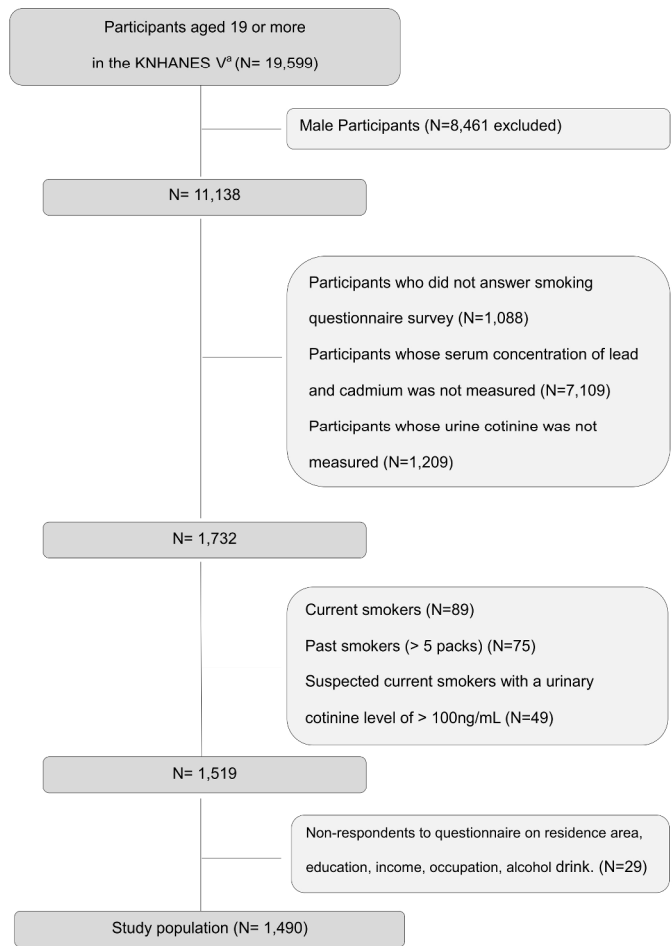 Participants aged 19 or more
in the KNHANES Vᵃ (N= 19,599)
Male Participants (N=8,461 excluded)
N= 11,138
Participants who did not answer smoking
questionnaire survey (N=1,088)
Participants whose serum concentration of lead
and cadmium was not measured (N=7,109)
Participants whose urine cotinine was not
measured (N=1,209)
N= 1,732
Current smokers (N=89)
Past smokers (> 5 packs) (N=75)
Suspected current smokers with a urinary
cotinine level of > 100ng/mL (N=49)
N= 1,519
Non-respondents to questionnaire on residence area,
education, income, occupation, alcohol drink. (N=29)
Study population (N= 1,490)